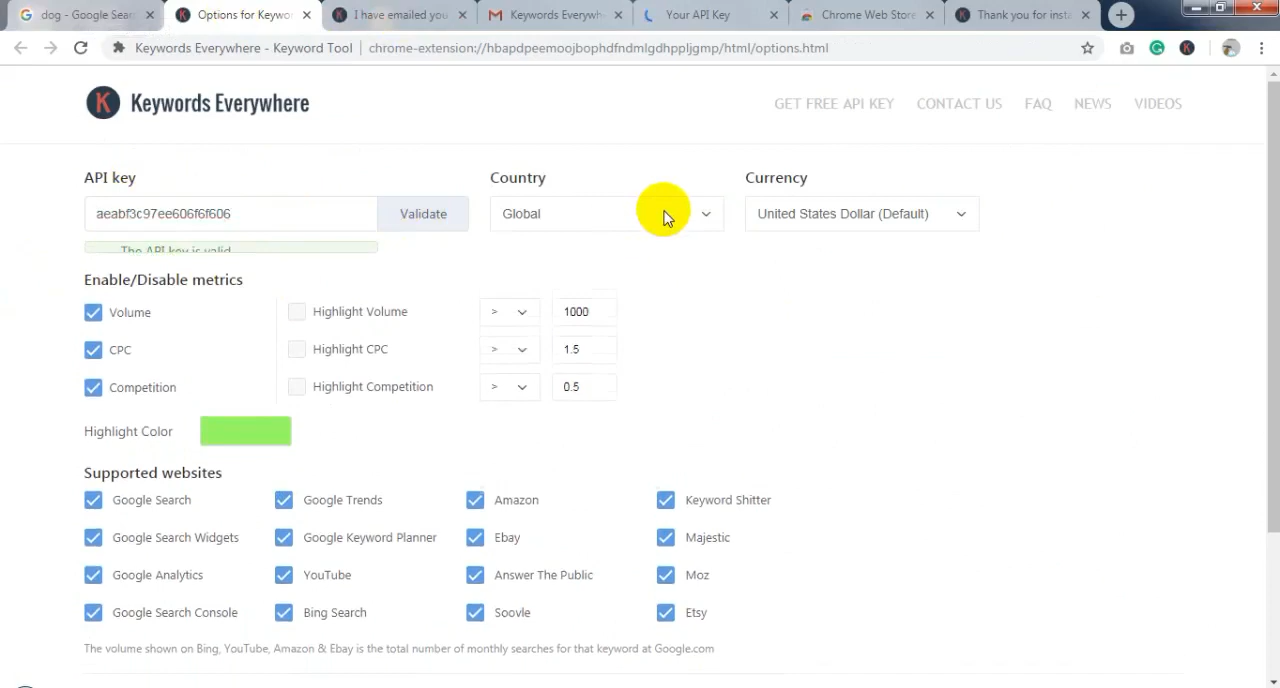 dog - Google Sear
Options for Keywo
I have emailed you
Keywords Everywh
Your API Key
Chrome Web Store
Thank you for insta
Keywords Everywhere - Keyword Tool
chrome-extension://hbapdpeemoojbophdfndmlgdhppljgmp/html/options.html
K Keywords Everywhere
GET FREE API KEY
CONTACT US
FAQ
NEWS
VIDEOS
API key
Country
Currency
aeabf3c97ee606f6f606
Validate
Global
United States Dollar (Default)
The API key is valid
Enable/Disable metrics
Volume
Highlight Volume
>
1000
CPC
Highlight CPC
>
1.5
Competition
Highlight Competition
>
0.5
Highlight Color
Supported websites
Google Search
Google Trends
Amazon
Keyword Shitter
Google Search Widgets
Google Keyword Planner
Ebay
Majestic
Google Analytics
YouTube
Answer The Public
Moz
Google Search Console
Bing Search
Soovle
Etsy
The volume shown on Bing, YouTube, Amazon & Ebay is the total number of monthly searches for that keyword at Google.com